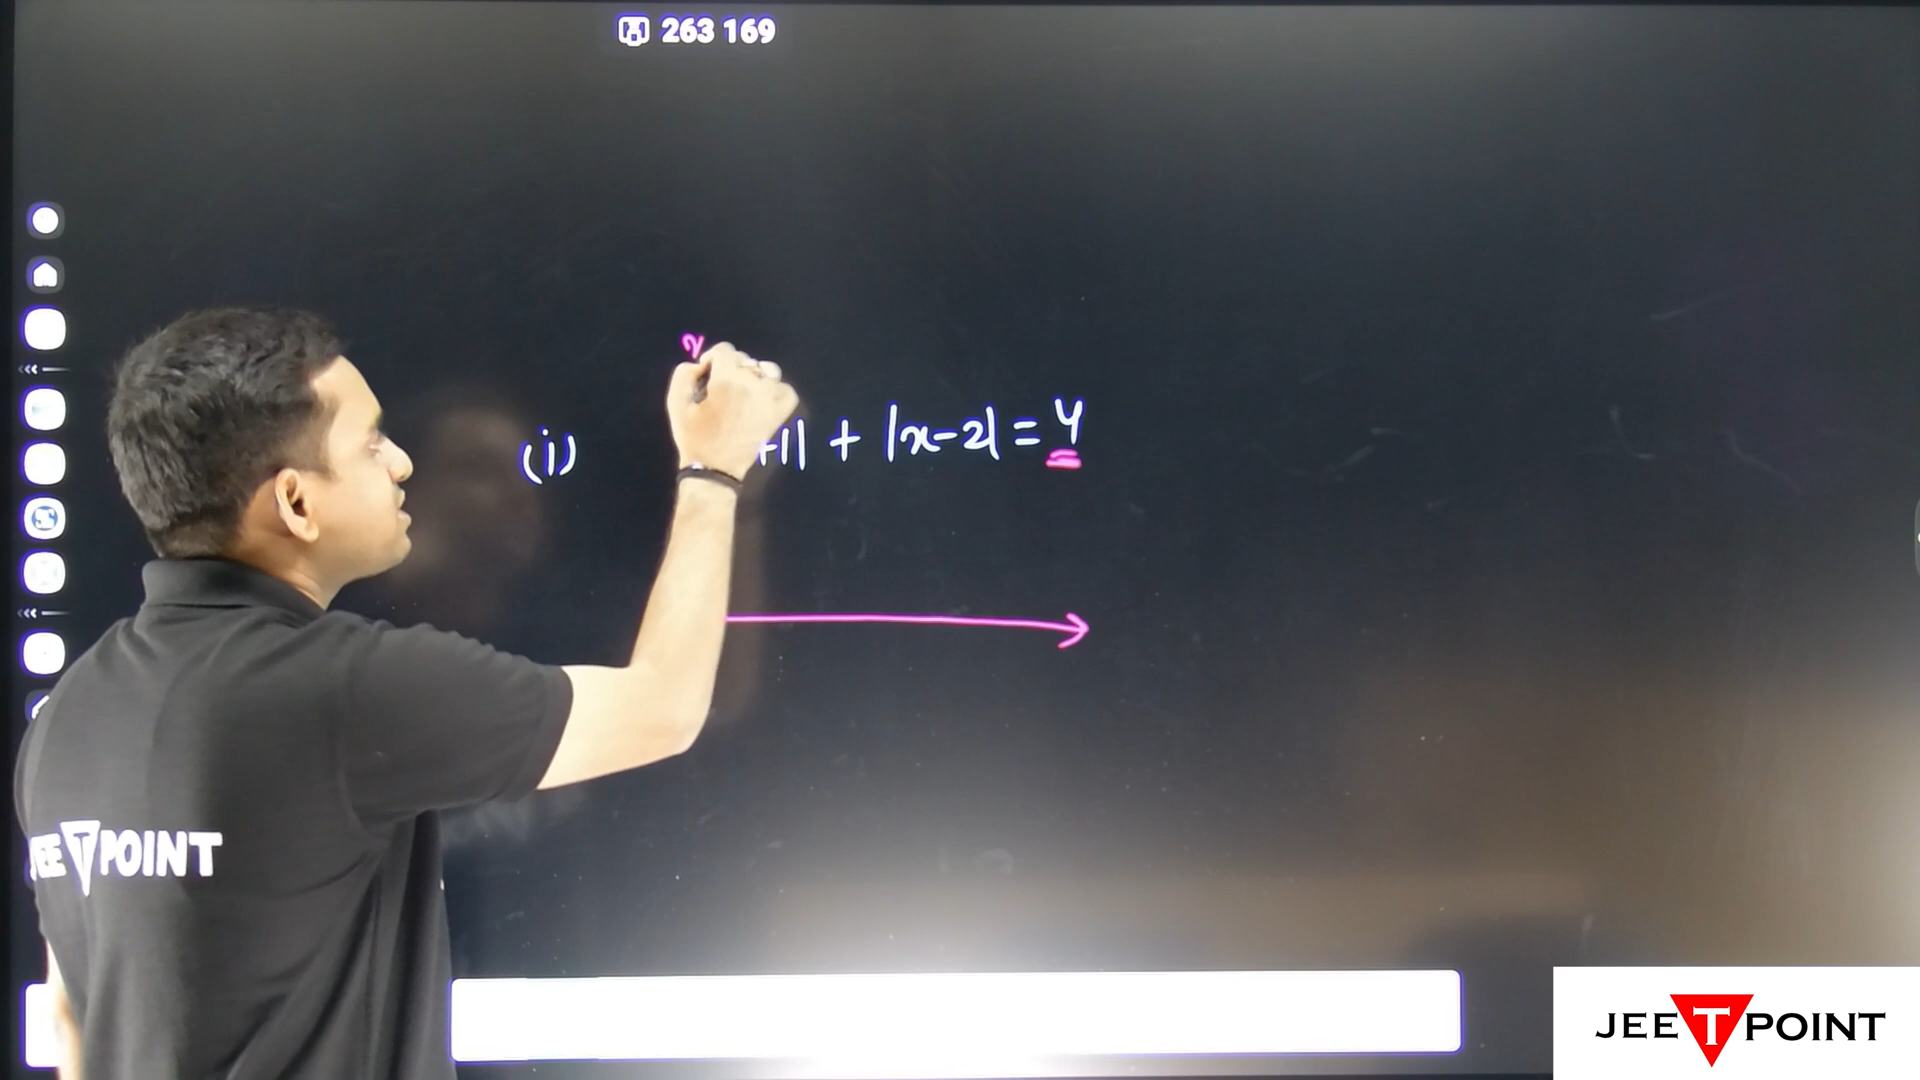 263 169
x
(i) +1| + |x-2| = 4
JEE T POINT
JEE T POINT